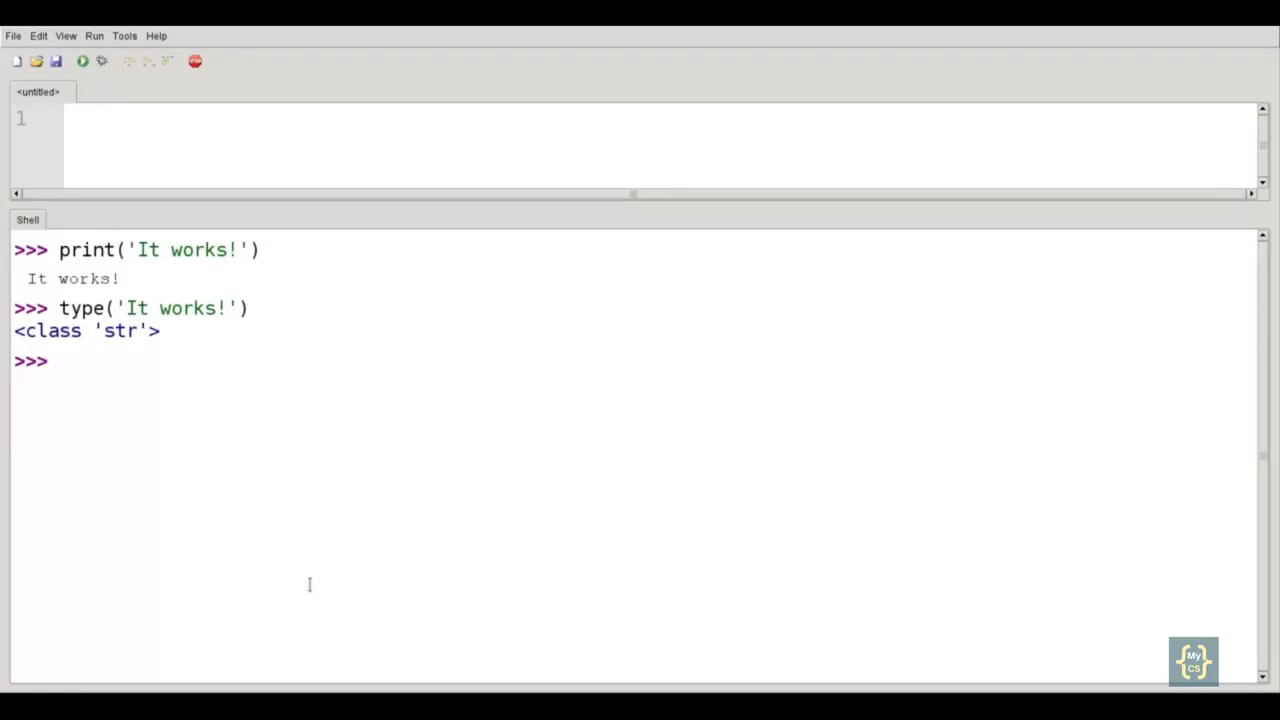 File Edit View Run Tools Help
STOP
<untitled>
1
Shell
>>> print('It works!')
It works!
>>> type('It works!')
<class 'str'>
>>>
{My}
CS